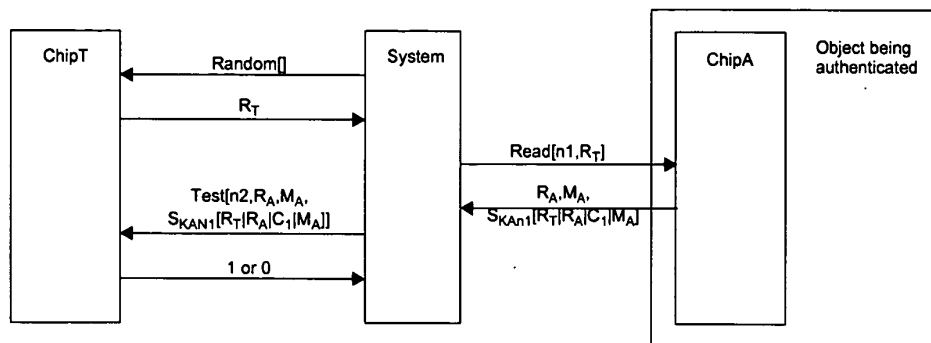 ChipT
System
ChipA
Object being
authenticated
Random[]
R_T
Read[n1,R_T]
R_A,M_A,
S_KAn1[R_T|R_A|C_1|M_A]
Test[n2,R_A,M_A,
S_KAN1[R_T|R_A|C_1|M_A]]
1 or 0